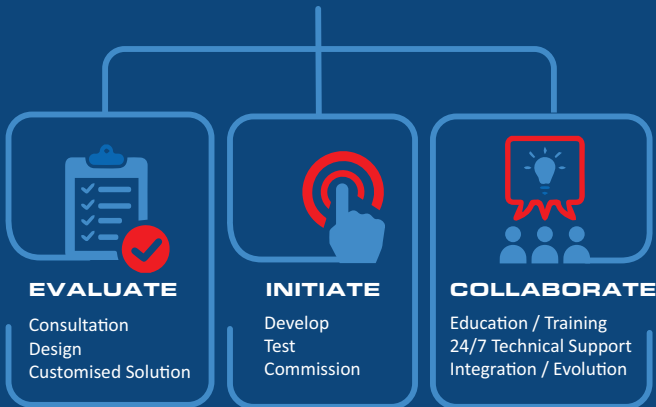 EVALUATE
Consultation
Design
Customised Solution
INITIATE
Develop
Test
Commission
COLLABORATE
Education / Training
24/7 Technical Support
Integration / Evolution